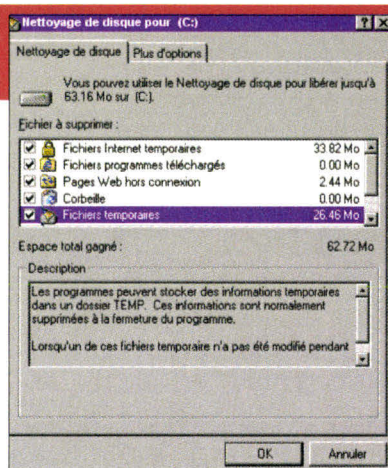 Nettoyage de disque pour (C:)
Nettoyage de disque
Plus d'options
Vous pouvez utiliser le Nettoyage de disque pour libérer jusqu'à
63.16 Mo sur (C:).
Fichier à supprimer :
Fichiers Internet temporaires 33.82 Mo
Fichiers programmes téléchargés 0.00 Mo
Pages Web hors connexion 2.44 Mo
Corbeille 0.00 Mo
Fichiers temporaires 26.46 Mo
Espace total gagné : 62.72 Mo
Description
Les programmes peuvent stocker des informations temporaires
dans un dossier TEMP. Ces informations sont normalement
supprimées à la fermeture du programme.
Lorsqu'un de ces fichiers temporaire n'a pas été modifié pendant
OK
Annuler